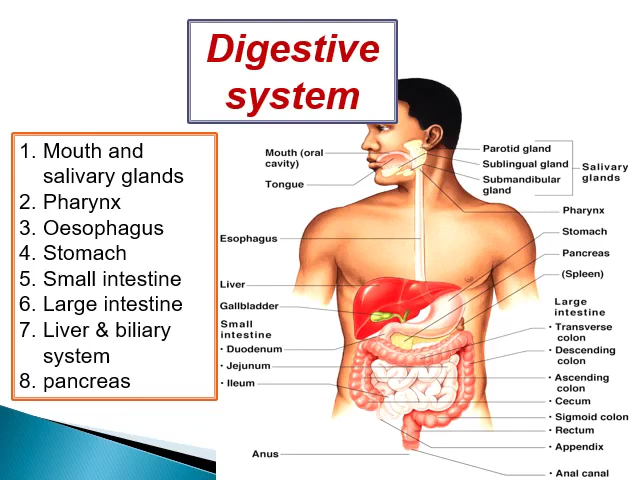 Digestive
system
1. Mouth and
salivary glands
2. Pharynx
3. Oesophagus
4. Stomach
5. Small intestine
6. Large intestine
7. Liver & biliary
system
8. pancreas
Mouth (oral
cavity)
Tongue
Esophagus
Liver
Gallbladder
Small
intestine
• Duodenum
• Jejunum
• Ileum
Anus
Parotid gland
Sublingual gland
Submandibular
gland
Salivary
glands
Pharynx
Stomach
Pancreas
(Spleen)
Large
intestine
• Transverse
colon
• Descending
colon
• Ascending
colon
• Cecum
• Sigmoid colon
• Rectum
• Appendix
• Anal canal